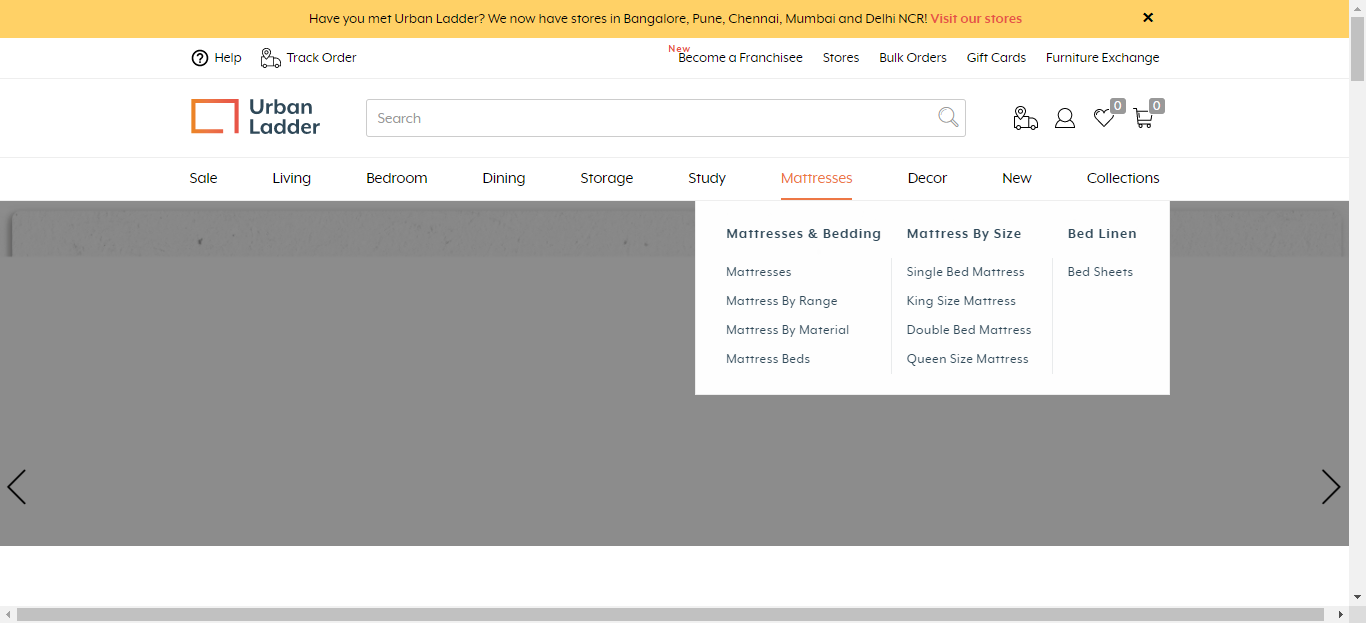 Have you met Urban Ladder? We now have stores in Bangalore, Pune, Chennai, Mumbai and Delhi NCR! Visit our stores ✕
Help Track Order New Become a Franchisee Stores Bulk Orders Gift Cards Furniture Exchange
Urban
Ladder
Search
0 0
Sale Living Bedroom Dining Storage Study Mattresses Decor New Collections
Mattresses & Bedding Mattress By Size Bed Linen
Mattresses Single Bed Mattress Bed Sheets
Mattress By Range King Size Mattress
Mattress By Material Double Bed Mattress
Mattress Beds Queen Size Mattress